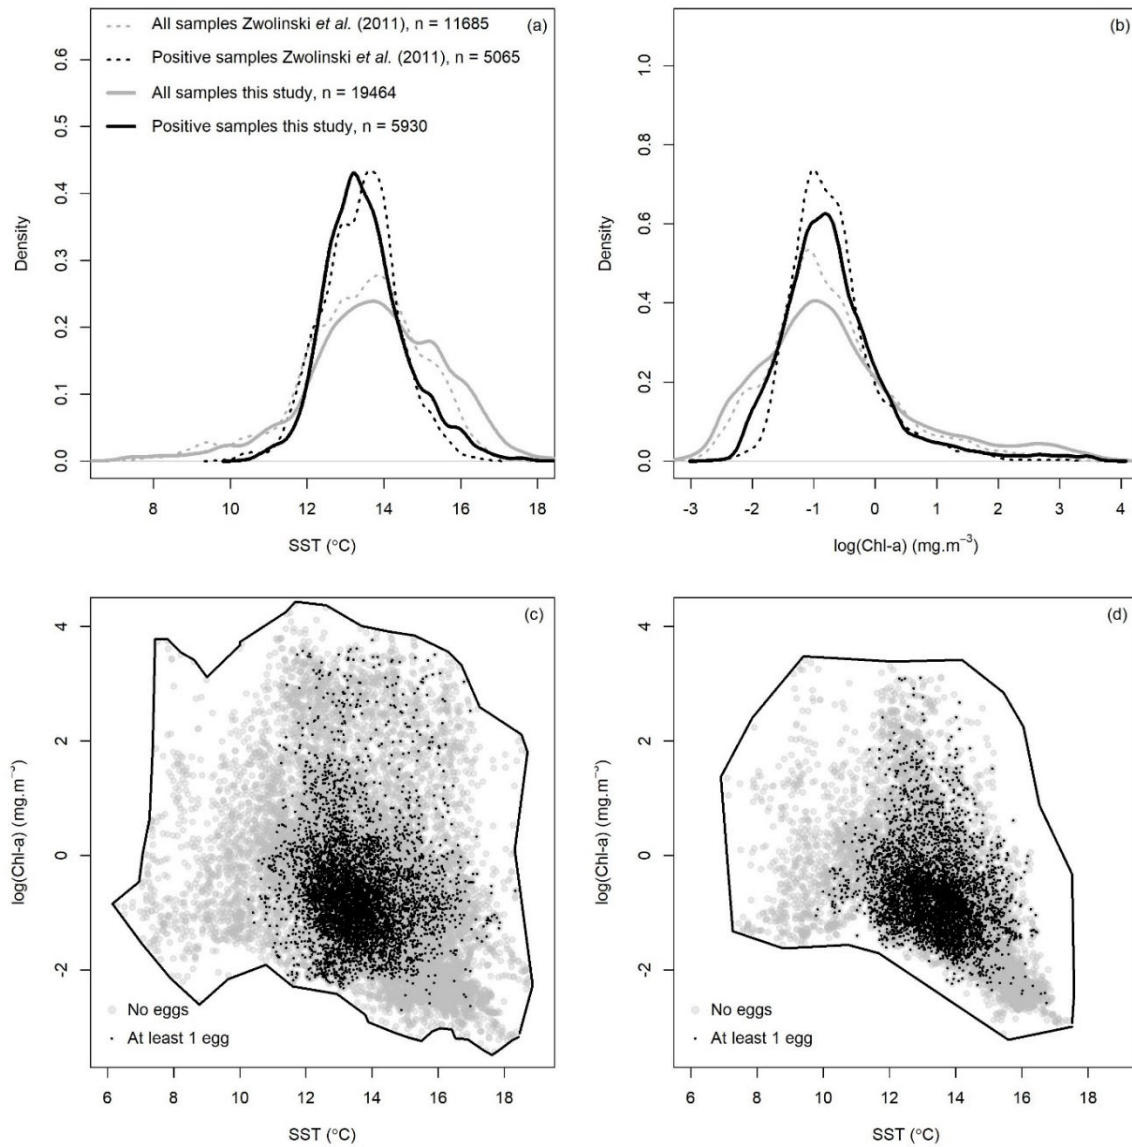 All samples Zwolinski et al. (2011), n = 11685
Positive samples Zwolinski et al. (2011), n = 5065
All samples this study, n = 19464
Positive samples this study, n = 5930
(a)
Density
0.6
0.5
0.4
0.3
0.2
0.1
0.0
8 10 12 14 16 18
SST (°C)
(b)
Density
1.0
0.8
0.6
0.4
0.2
0.0
-3 -2 -1 0 1 2 3 4
log(Chl-a) (mg.m⁻³)
(c)
log(Chl-a) (mg.m⁻³)
4
2
0
-2
No eggs
At least 1 egg
6 8 10 12 14 16 18
SST (°C)
(d)
log(Chl-a) (mg.m⁻³)
4
2
0
-2
No eggs
At least 1 egg
6 8 10 12 14 16 18
SST (°C)